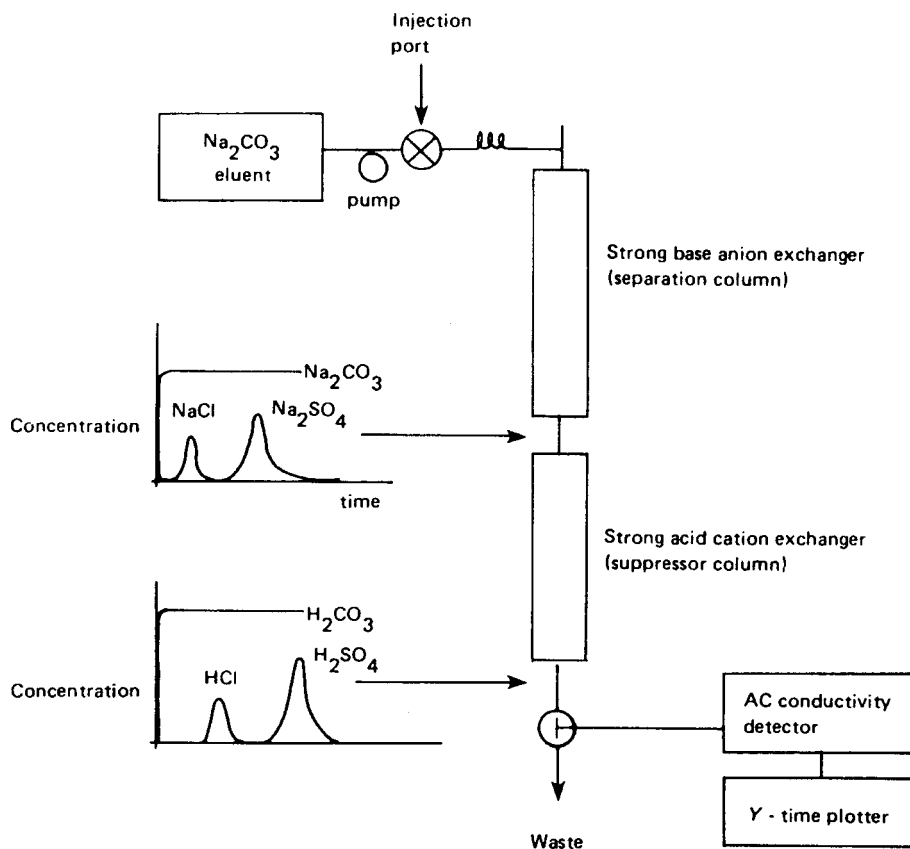 Injection
port
Na2CO3
eluent
pump
Strong base anion exchanger
(separation column)
Na2CO3
NaCl
Na2SO4
Concentration
time
Strong acid cation exchanger
(suppressor column)
H2CO3
H2SO4
HCl
Concentration
AC conductivity
detector
Y - time plotter
Waste